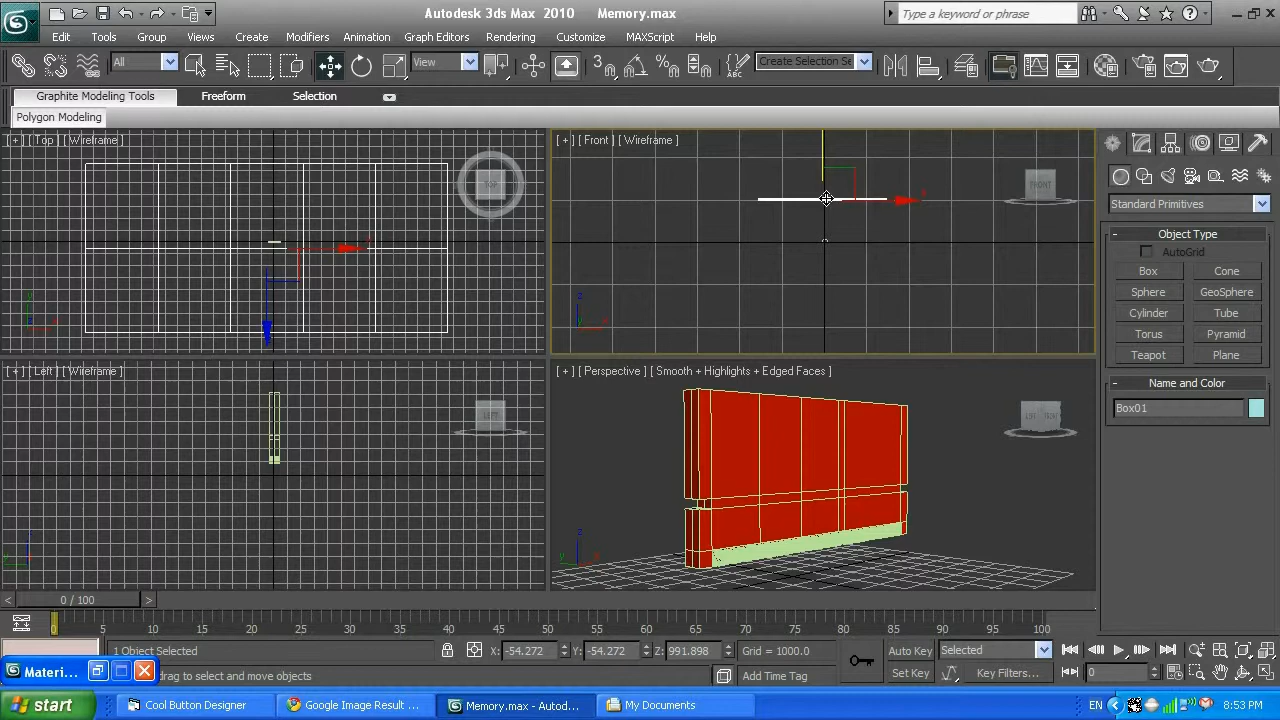 Autodesk 3ds Max 2010 Memory.max
Type a keyword or phrase
Edit Tools Group Views Create Modifiers Animation Graph Editors Rendering Customize MAXScript Help
All View Create Selection Se
Graphite Modeling Tools Freeform Selection
Polygon Modeling
[ + ] [ Top ] [ Wireframe ]
TOP
[ + ] [ Front ] [ Wireframe ]
FRONT
Standard Primitives
Object Type
AutoGrid
Box Cone
Sphere GeoSphere
Cylinder Tube
Torus Pyramid
Teapot Plane
Name and Color
Box01
[ + ] [ Left ] [ Wireframe ]
LEFT
[ + ] [ Perspective ] [ Smooth + Highlights + Edged Faces ]
LEFT FRONT
0 / 100
0 5 10 15 20 25 30 35 40 45 50 55 60 65 70 75 80 85 90 95 100
1 Object Selected X: -54.272 Y: -54.272 Z: 991.898 Grid = 1000.0 Auto Key Selected
Materi... drag to select and move objects Add Time Tag Set Key Key Filters... 0
start Cool Button Designer Google Image Result ... Memory.max - Autod... My Documents EN 8:53 PM